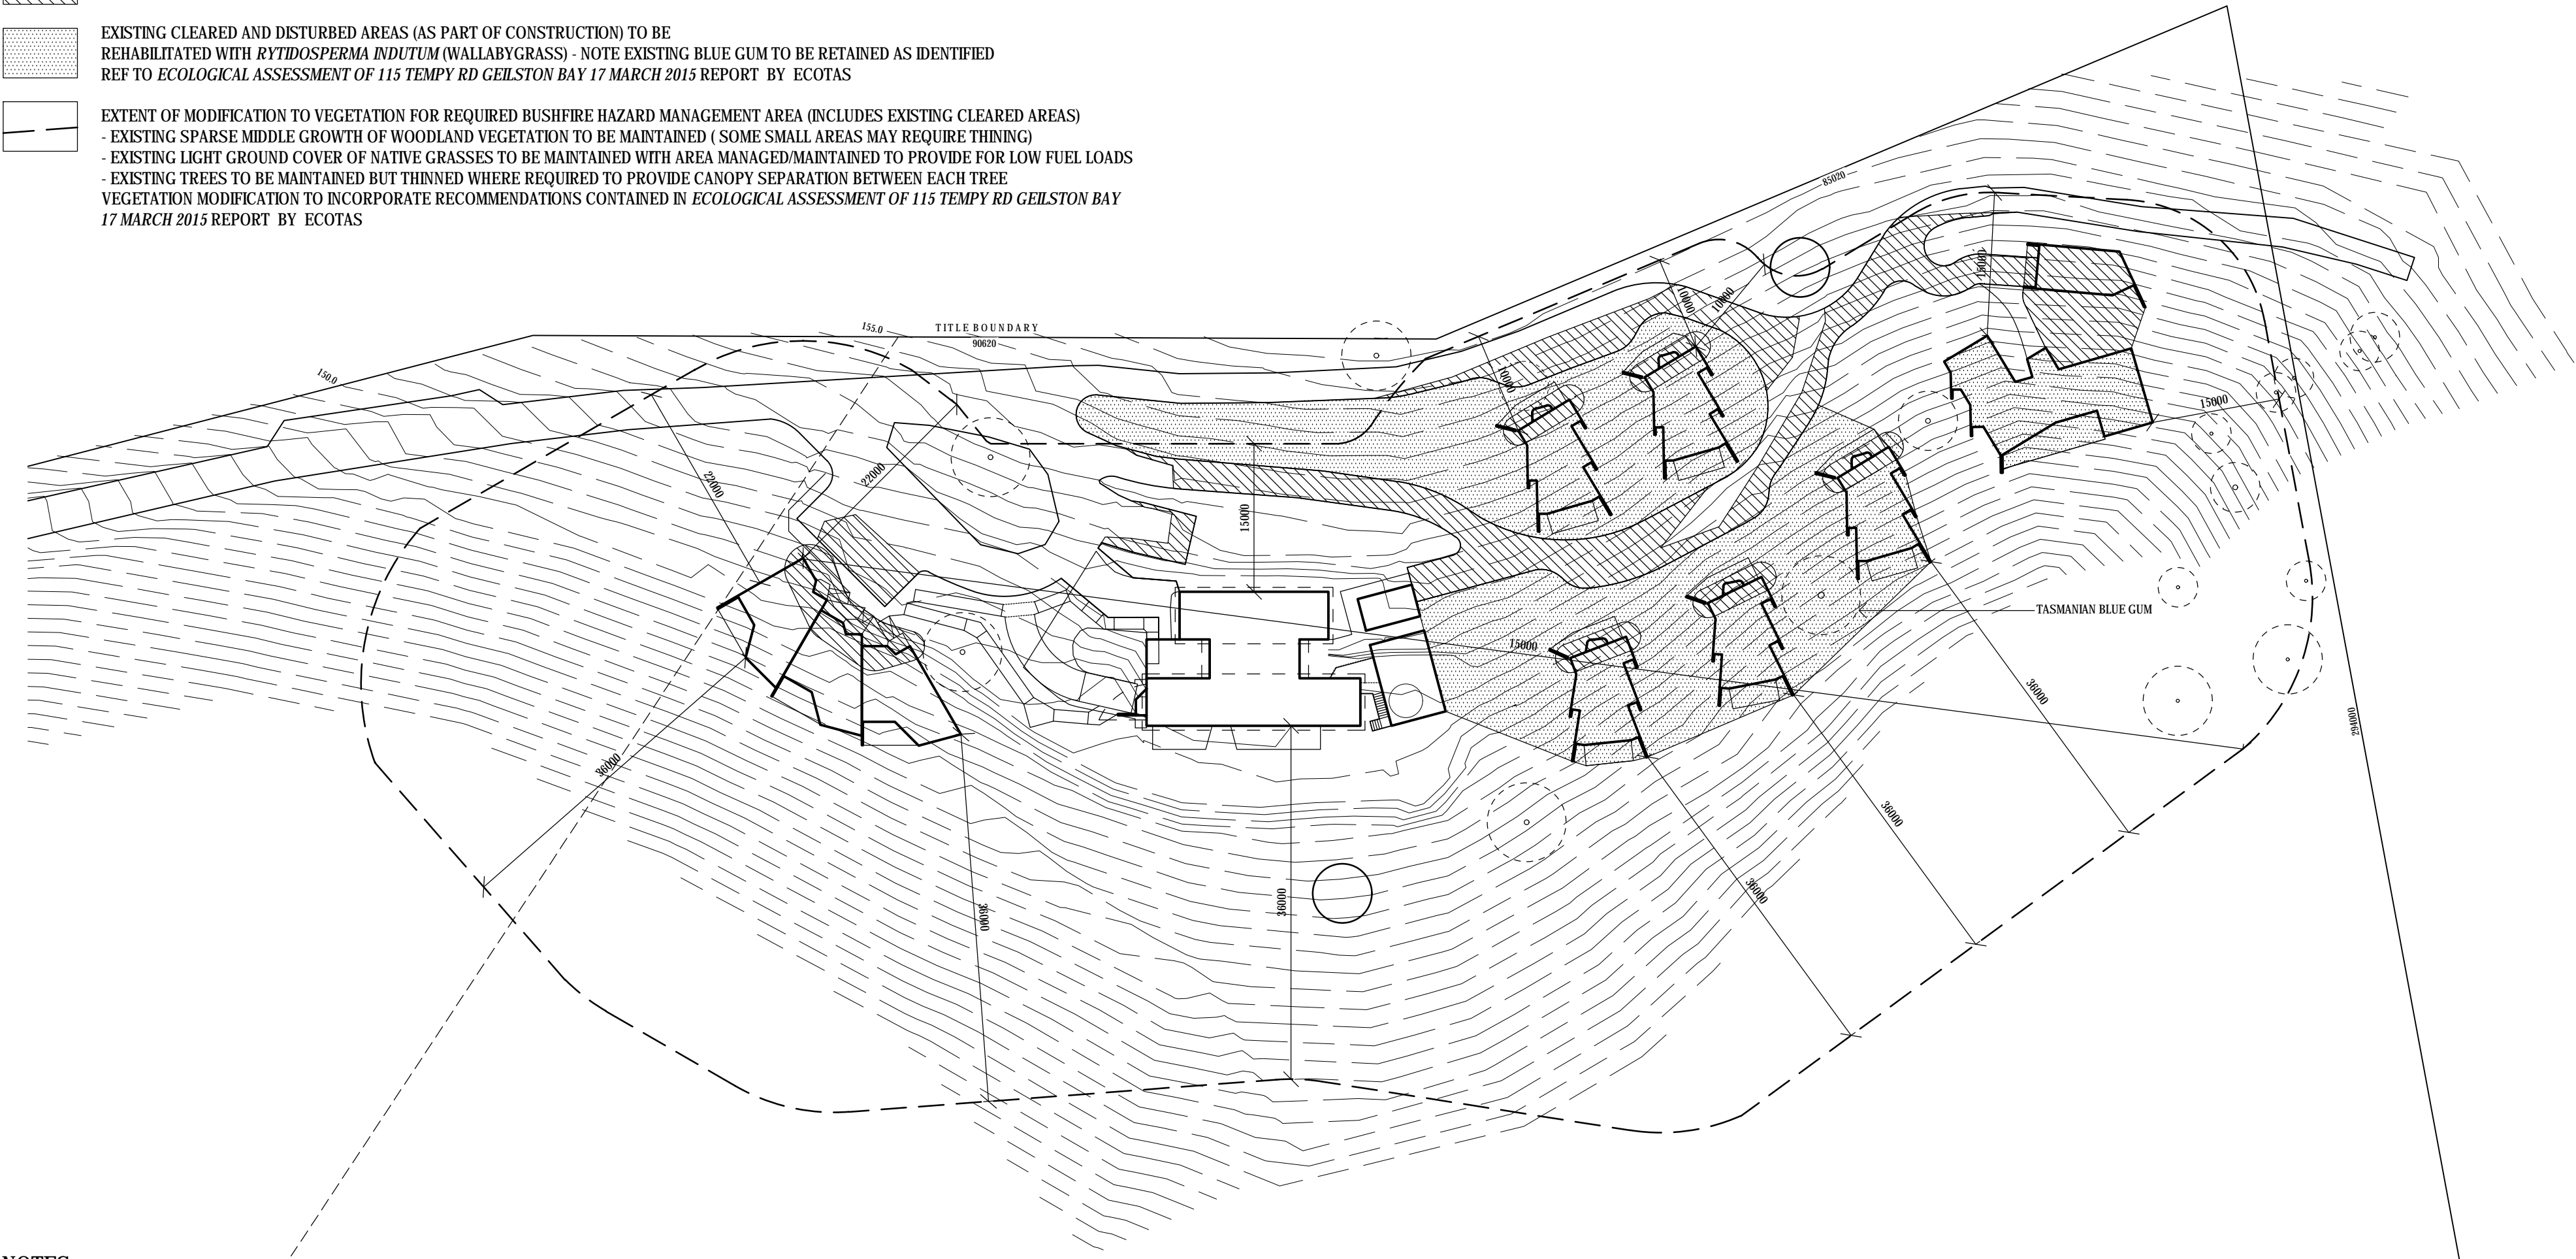 EXISTING CLEARED AND DISTURBED AREAS (AS PART OF CONSTRUCTION) TO BE
REHABILITATED WITH RYTIDOSPERMA INDUTUM (WALLABYGRASS) - NOTE EXISTING BLUE GUM TO BE RETAINED AS IDENTIFIED
REF TO ECOLOGICAL ASSESSMENT OF 115 TEMPY RD GEILSTON BAY 17 MARCH 2015 REPORT BY ECOTAS
EXTENT OF MODIFICATION TO VEGETATION FOR REQUIRED BUSHFIRE HAZARD MANAGEMENT AREA (INCLUDES EXISTING CLEARED AREAS)
- EXISTING SPARSE MIDDLE GROWTH OF WOODLAND VEGETATION TO BE MAINTAINED ( SOME SMALL AREAS MAY REQUIRE THINING)
- EXISTING LIGHT GROUND COVER OF NATIVE GRASSES TO BE MAINTAINED WITH AREA MANAGED/MAINTAINED TO PROVIDE FOR LOW FUEL LOADS
- EXISTING TREES TO BE MAINTAINED BUT THINNED WHERE REQUIRED TO PROVIDE CANOPY SEPARATION BETWEEN EACH TREE
VEGETATION MODIFICATION TO INCORPORATE RECOMMENDATIONS CONTAINED IN ECOLOGICAL ASSESSMENT OF 115 TEMPY RD GEILSTON BAY
17 MARCH 2015 REPORT BY ECOTAS
85020
15000
10000
10000
155.0
TITLE BOUNDARY
90620
150.0
10000
15000
22000
22000
15000
TASMANIAN BLUE GUM
15000
36000
294000
36000
36000
36000
36000
36000
NOTES